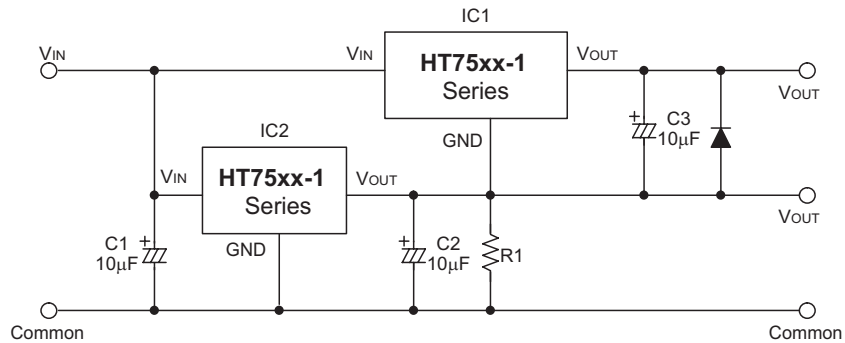 IC1
VIN
VIN
HT75xx-1
Series
VOUT
VOUT
GND
+
C3
10μF
IC2
VIN
HT75xx-1
Series
VOUT
VOUT
GND
+
C1
10μF
+
C2
10μF
R1
Common
Common